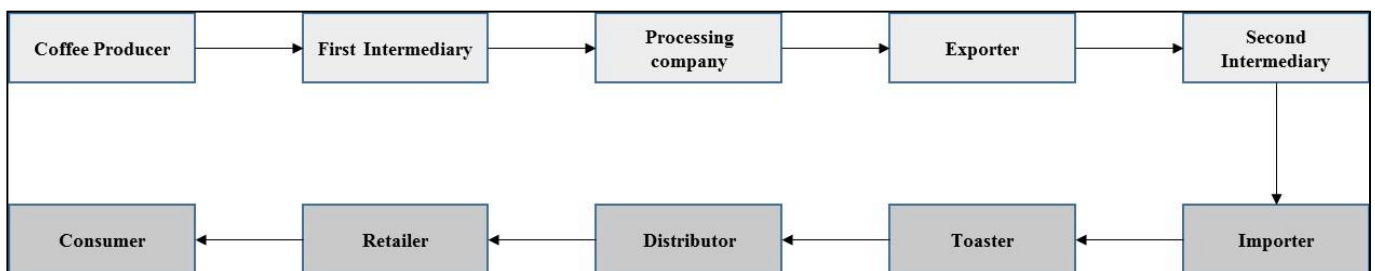 Coffee Producer
First Intermediary
Processing
company
Exporter
Second
Intermediary
Consumer
Retailer
Distributor
Toaster
Importer